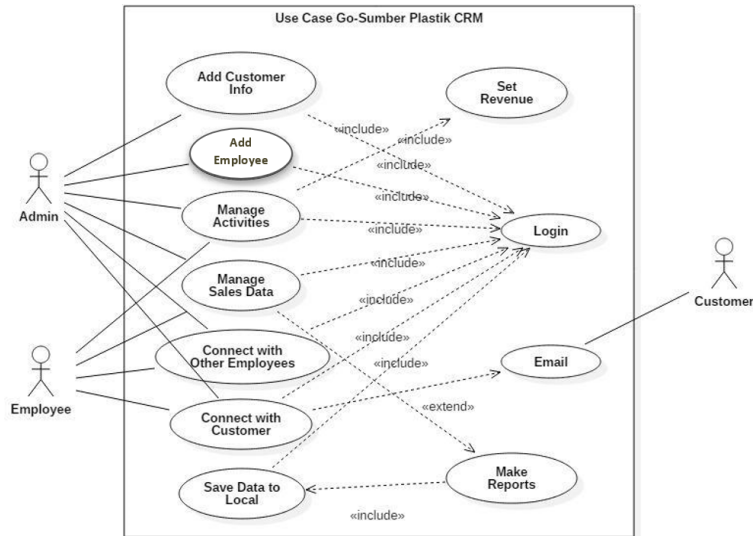 Use Case Go-Sumber Plastik CRM
Add Customer
Info
Set
Revenue
«include»
«include»
Add
Employee
«include»
«include»
Admin
Manage
Activities
«include»
Login
«include»
Manage
Sales Data
«include»
Customer
«include»
Connect with
Other Employees
«include»
Email
Employee
«extend»
Connect with
Customer
Make
Reports
Save Data to
Local
«include»